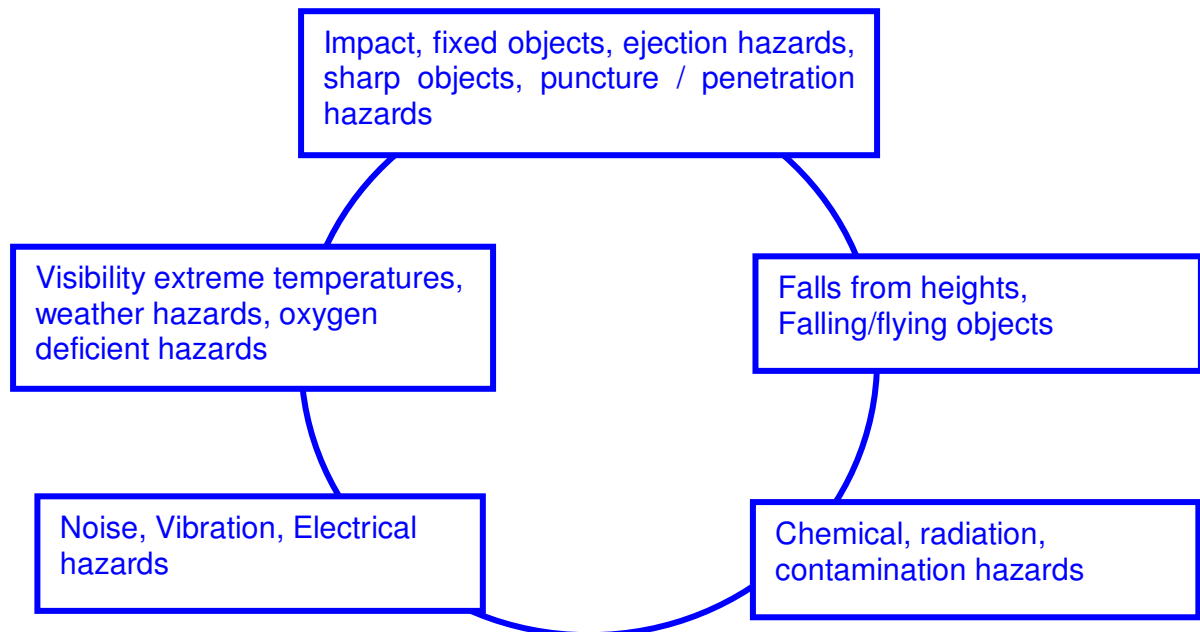 Impact, fixed objects, ejection hazards,
sharp objects, puncture / penetration
hazards
Visibility extreme temperatures,
weather hazards, oxygen
deficient hazards
Falls from heights,
Falling/flying objects
Noise, Vibration, Electrical
hazards
Chemical, radiation,
contamination hazards